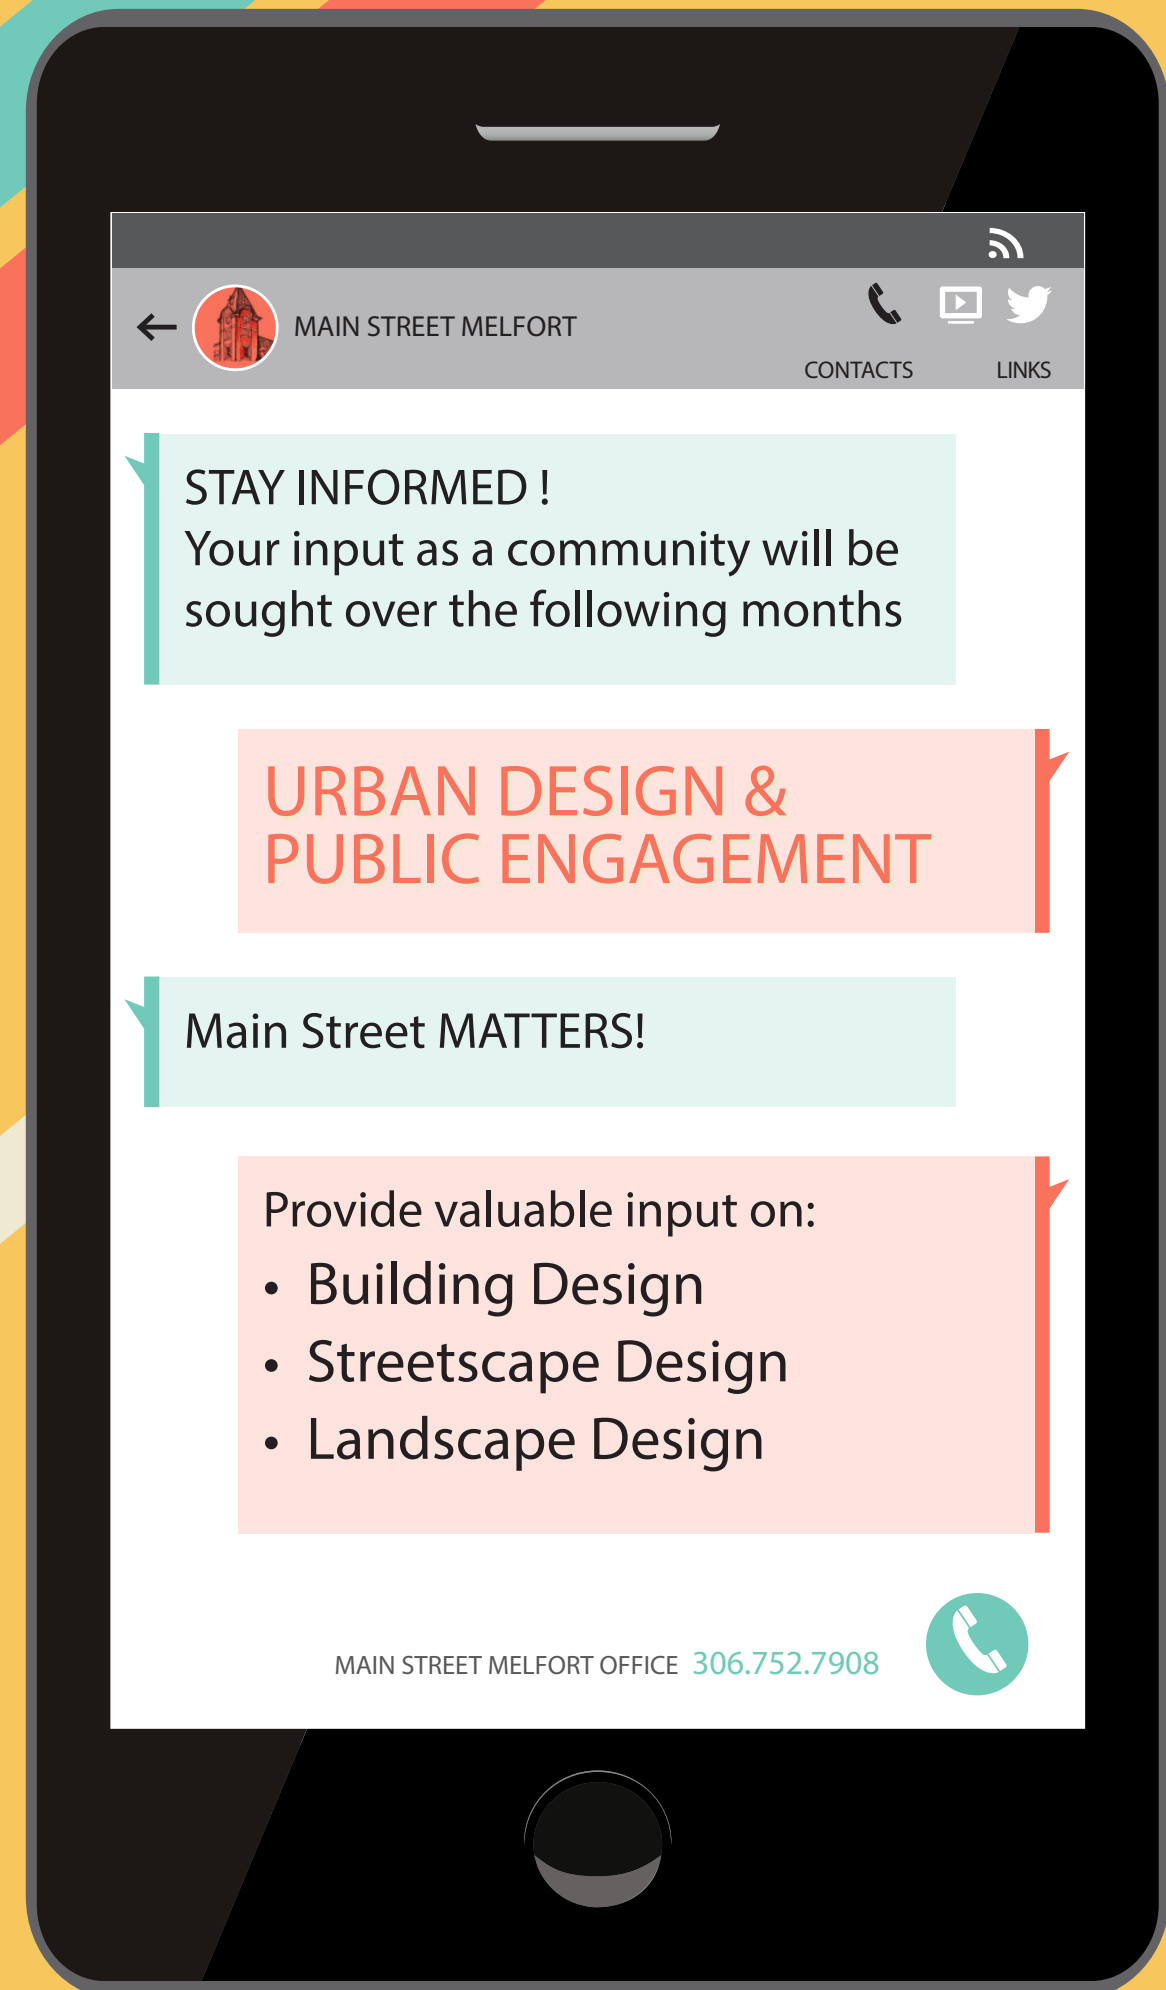 MAIN STREET MELFORT
CONTACTS LINKS
STAY INFORMED !
Your input as a community will be
sought over the following months
URBAN DESIGN &
PUBLIC ENGAGEMENT
Main Street MATTERS!
Provide valuable input on:
• Building Design
• Streetscape Design
• Landscape Design
MAIN STREET MELFORT OFFICE 306.752.7908